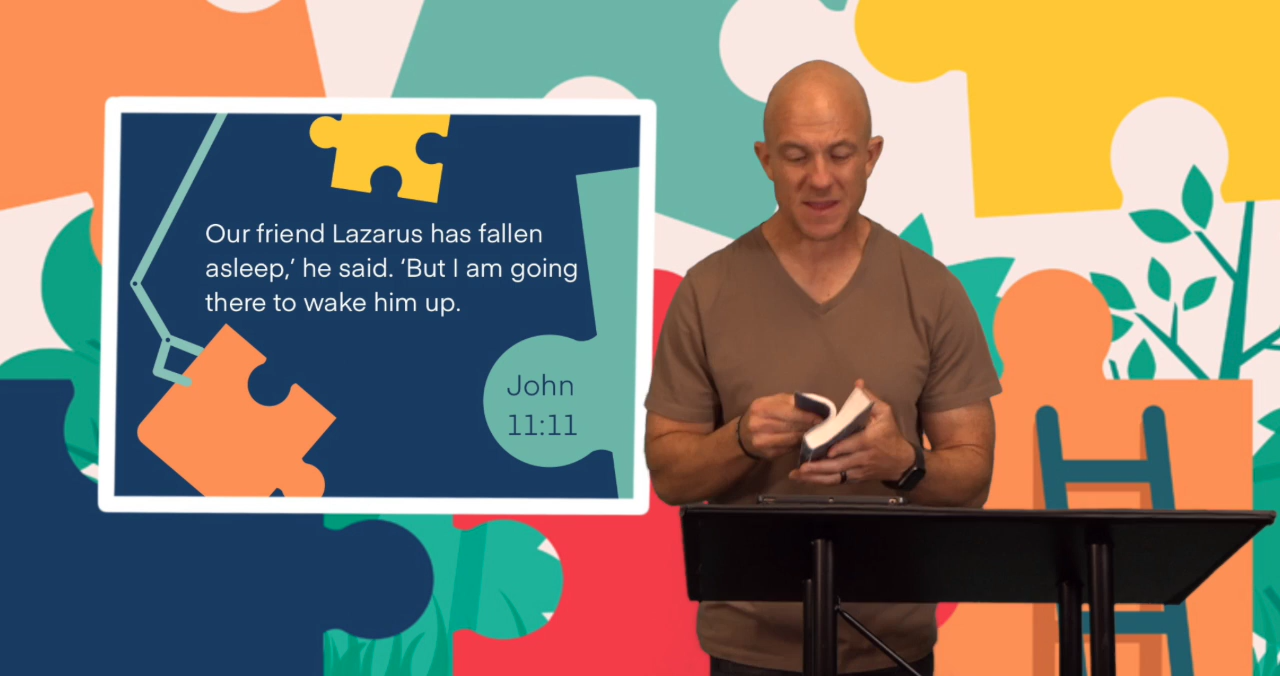 Our friend Lazarus has fallen
asleep,’ he said. ‘But I am going
there to wake him up.
John
11:11